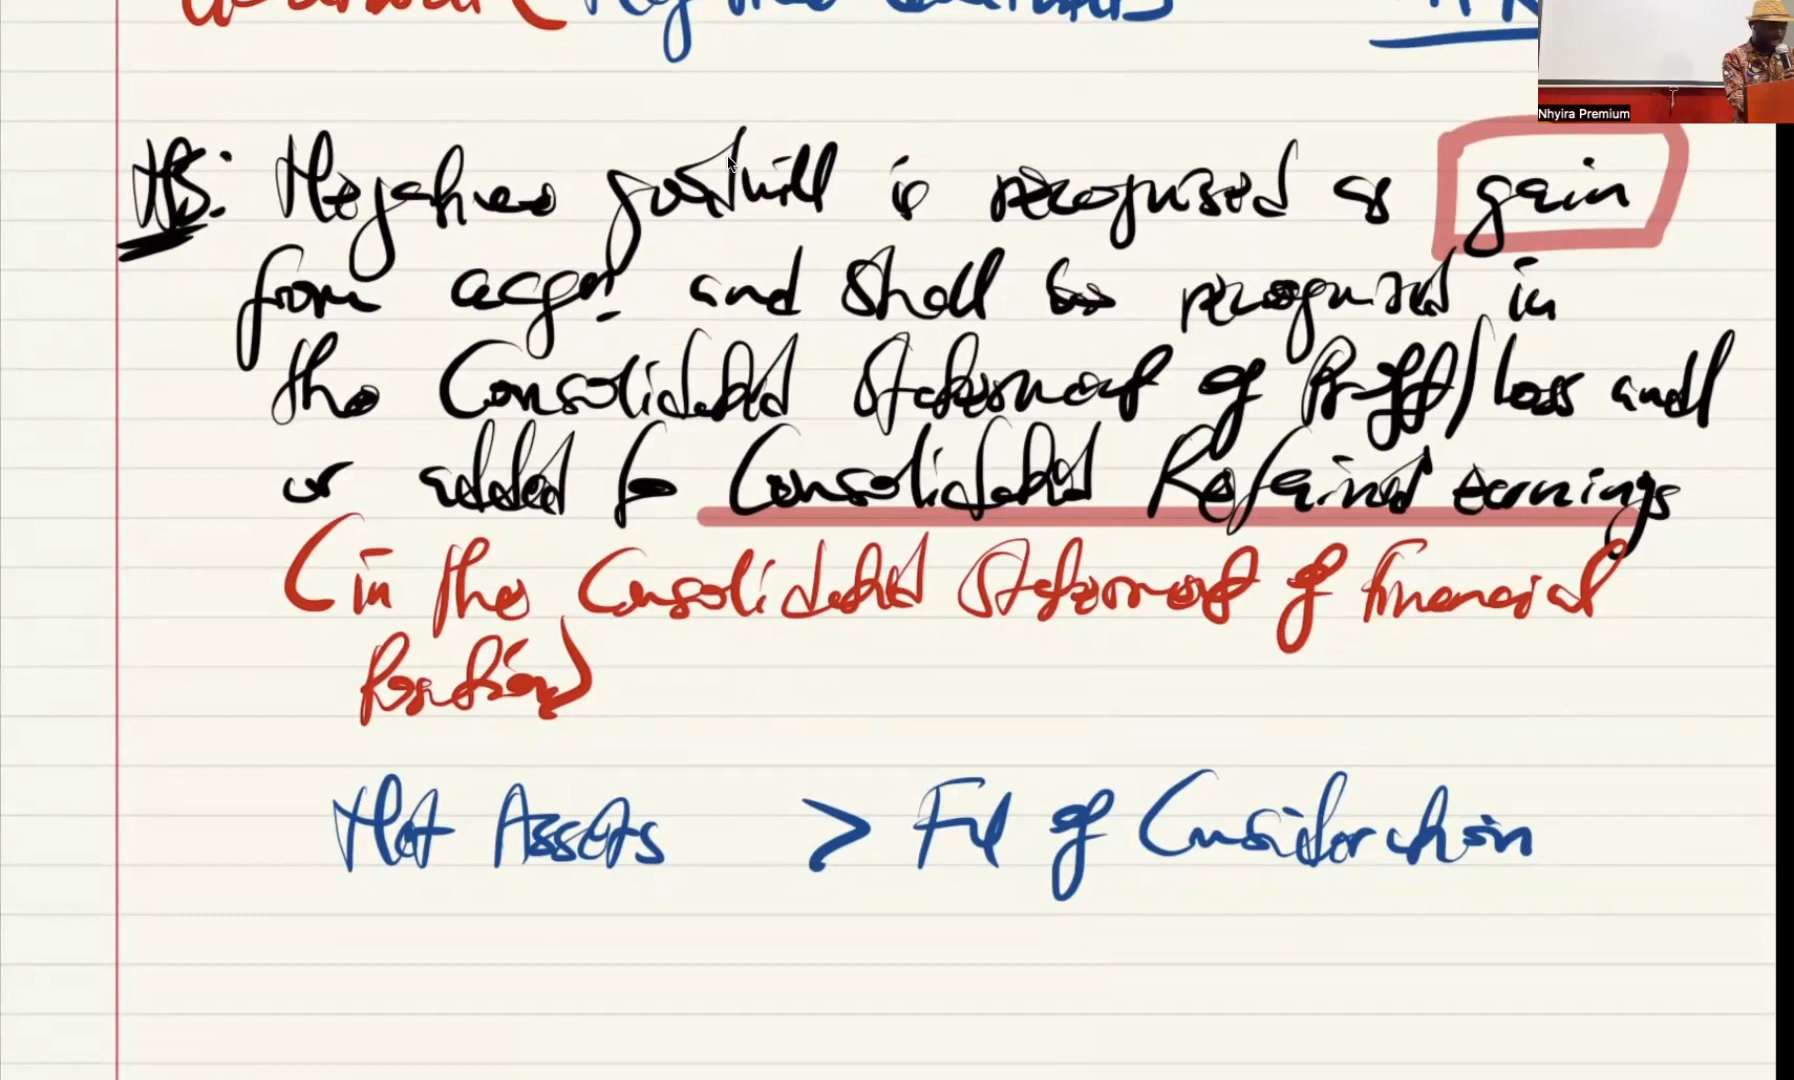 Nhyira Premium
NB: Negative goodwill is recognised as gain
from acqn. and shall be recognised in
the Consolidated Statement of Profit/loss and
or added to Consolidated Retained earnings
(in the Consolidated Statement of financial
Position)
Net Assets > FV of Consideration